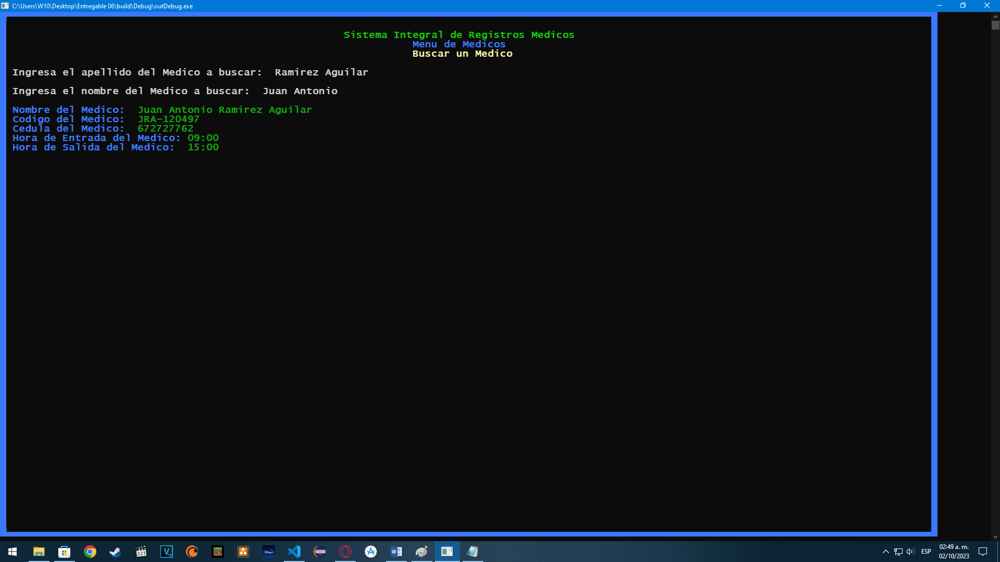 C:\Users\W10\Desktop\Entregable 06\build\Debug\outDebug.exe
Sistema Integral de Registros Medicos
Menu de Medicos
Buscar un Medico
Ingresa el apellido del Medico a buscar:  Ramirez Aguilar
Ingresa el nombre del Medico a buscar:  Juan Antonio
Nombre del Medico:  Juan Antonio Ramirez Aguilar
Codigo del Medico:  JRA-120497
Cedula del Medico:  672727762
Hora de Entrada del Medico: 09:00
Hora de Salida del Medico:  15:00
321
V
18
Disney+
W
ESP
02:49 a. m.
02/10/2023